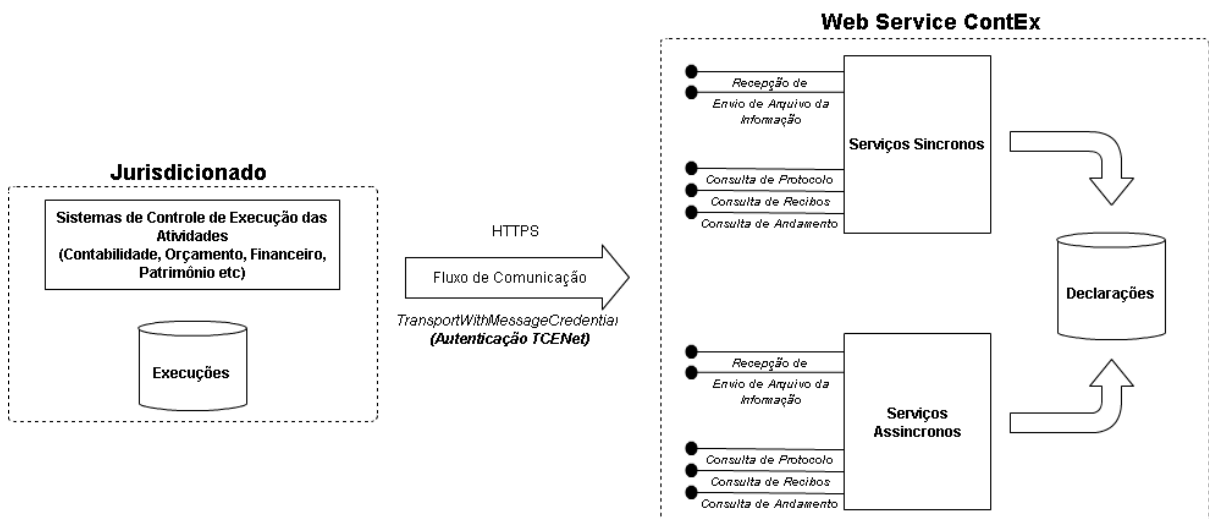 Web Service ContEx
Recepção de
Envio de Arquivo da
Informação
Serviços Sincronos
Consulta de Protocolo
Consulta de Recibos
Consulta de Andamento
Jurisdicionado
Sistemas de Controle de Execução das
Atividades
(Contabilidade, Orçamento, Financeiro,
Patrimônio etc)
Execuções
HTTPS
Fluxo de Comunicação
TransportWithMessageCredential
(Autenticação TCENet)
Declarações
Recepção de
Envio de Arquivo da
Informação
Serviços
Assincronos
Consulta de Protocolo
Consulta de Recibos
Consulta de Andamento